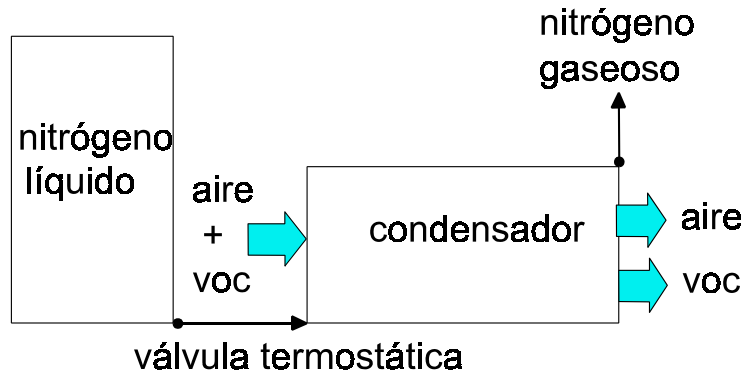 nitrógeno
gaseoso
nitrógeno
líquido
aire
+
voc
condensador
aire
voc
válvula termostática